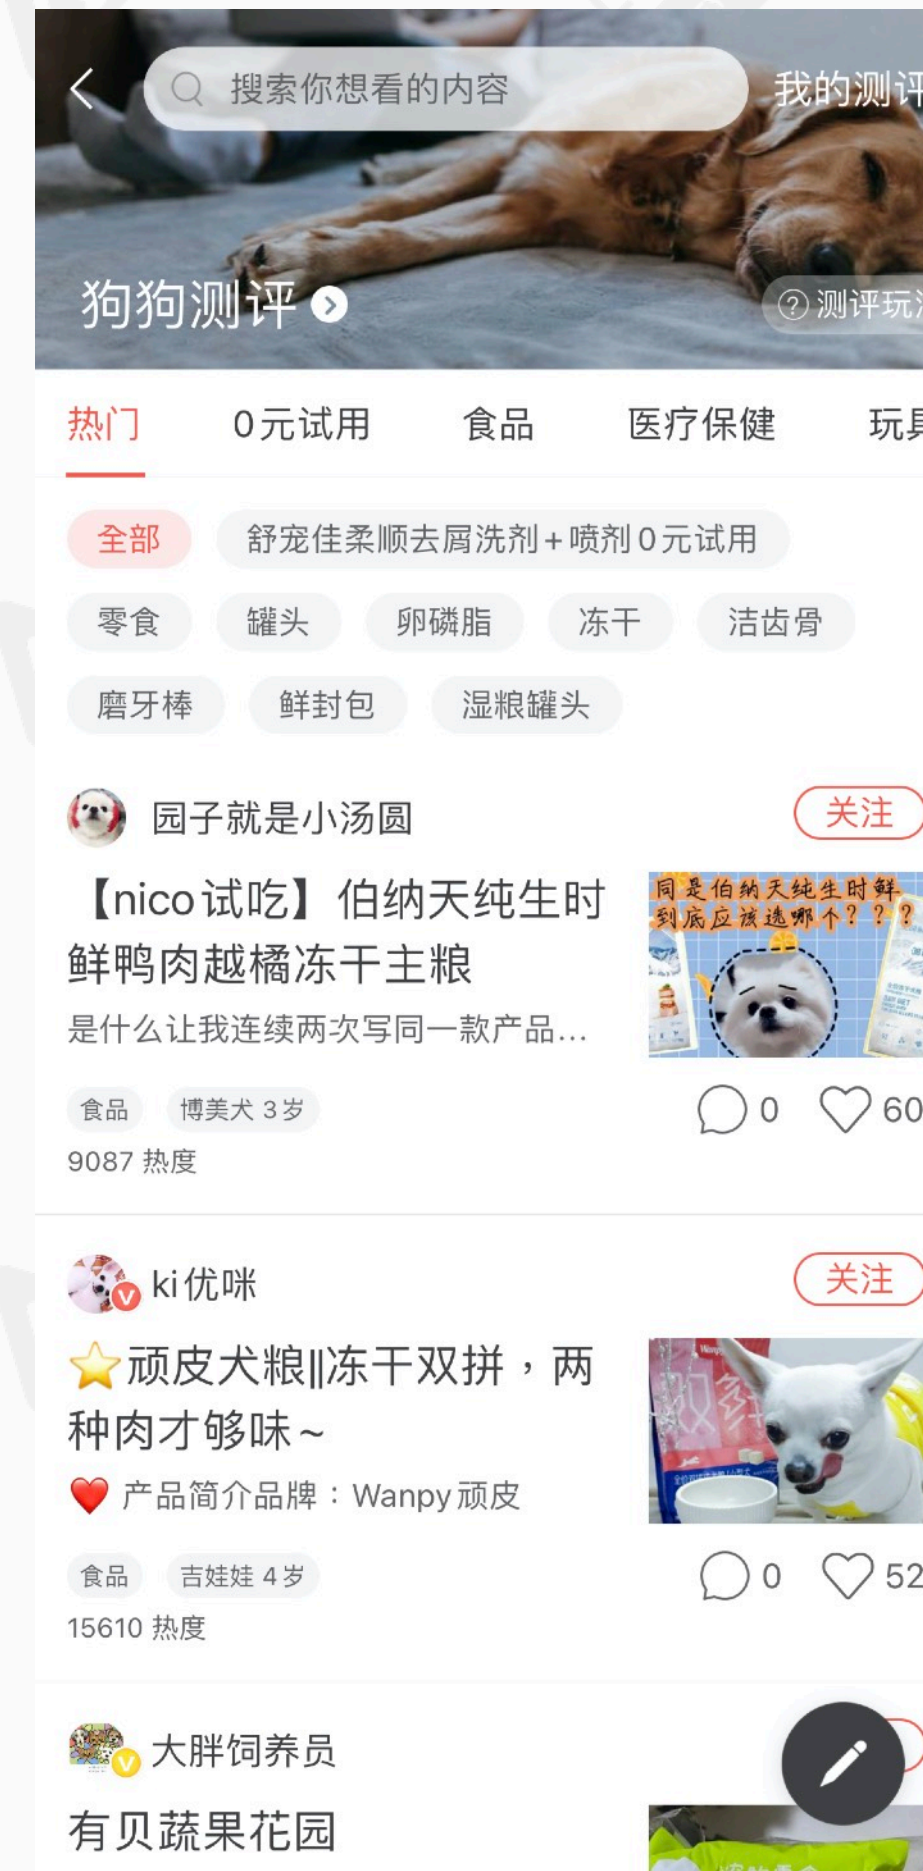 搜索你想看的内容
我的测评
狗狗测评
测评玩法
热门 0元试用 食品 医疗保健 玩具
全部 舒宠佳柔顺去屑洗剂+喷剂0元试用
零食 罐头 卵磷脂 冻干 洁齿骨
磨牙棒 鲜封包 湿粮罐头
园子就是小汤圆 关注
【nico试吃】伯纳天纯生时
鲜鸭肉越橘冻干主粮
是什么让我连续两次写同一款产品...
同是伯纳天纯生时鲜
到底应该选哪个???
食品 博美犬 3岁 0 60
9087 热度
ki优咪 关注
⭐顽皮犬粮||冻干双拼，两
种肉才够味~
❤️ 产品简介品牌：Wanpy顽皮
Wanpy
双拼
食品 吉娃娃 4岁 0 52
15610 热度
大胖饲养员
有贝蔬果花园